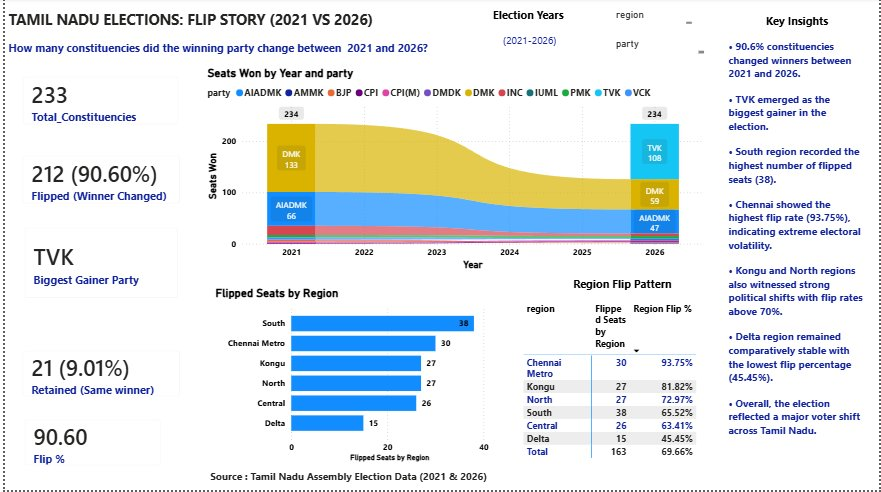 TAMIL NADU ELECTIONS: FLIP STORY (2021 VS 2026)
How many constituencies did the winning party change between 2021 and 2026?
Election Years
(2021-2026)
region
party
233
Total_Constituencies
212 (90.60%)
Flipped (Winner Changed)
TVK
Biggest Gainer Party
21 (9.01%)
Retained (Same winner)
90.60
Flip %
Seats Won by Year and party
party AIADMK AMMK BJP CPI CPI(M) DMDK DMK INC IUML PMK TVK VCK
Seats Won
200
100
0
234
DMK
133
AIADMK
66
234
TVK
108
DMK
59
AIADMK
47
2021 2022 2023 2024 2025 2026
Year
Flipped Seats by Region
South 38
Chennai Metro 30
Kongu 27
North 27
Central 26
Delta 15
0 20 40
Flipped Seats by Region
Region Flip Pattern
region Flippe Region Flip %
d Seats
by
Region
Chennai 30 93.75%
Metro
Kongu 27 81.82%
North 27 72.97%
South 38 65.52%
Central 26 63.41%
Delta 15 45.45%
Total 163 69.66%
Source : Tamil Nadu Assembly Election Data (2021 & 2026)
Key Insights
• 90.6% constituencies
changed winners between
2021 and 2026.
• TVK emerged as the
biggest gainer in the
election.
• South region recorded the
highest number of flipped
seats (38).
• Chennai showed the
highest flip rate (93.75%),
indicating extreme electoral
volatility.
• Kongu and North regions
also witnessed strong
political shifts with flip rates
above 70%.
• Delta region remained
comparatively stable with
the lowest flip percentage
(45.45%).
• Overall, the election
reflected a major voter shift
across Tamil Nadu.